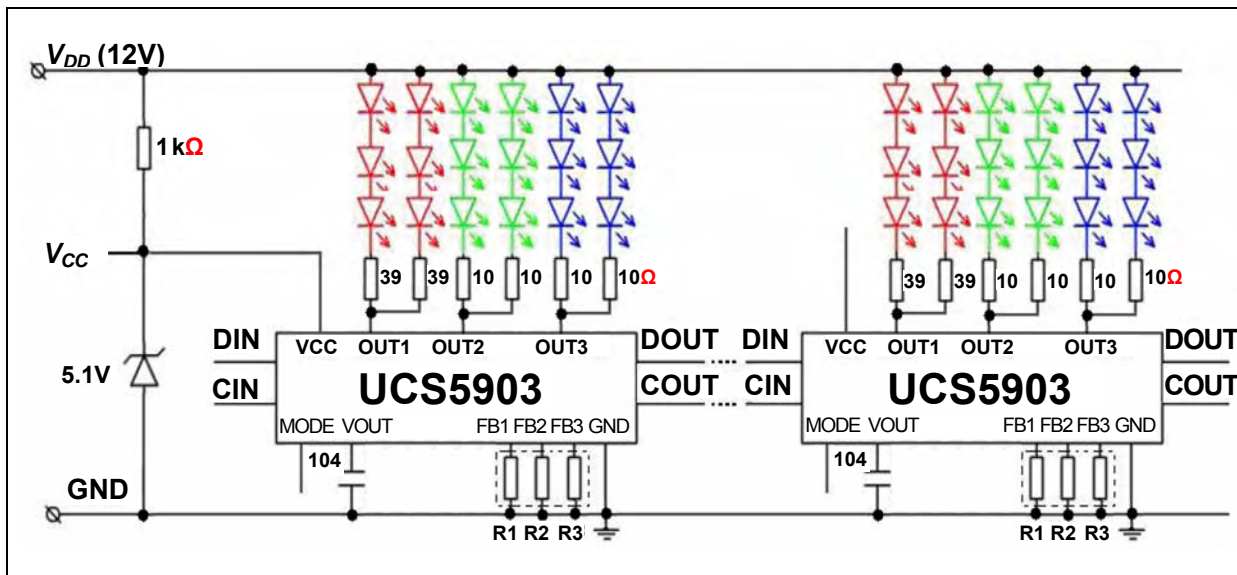 VDD (12V)
1 kΩ
VCC
39 39 10 10 10 10Ω
39 39 10 10 10 10Ω
DIN VCC OUT1 OUT2 OUT3 DOUT
DIN VCC OUT1 OUT2 OUT3 DOUT
5.1V
CIN UCS5903 COUT
CIN UCS5903 COUT
MODE VOUT FB1 FB2 FB3 GND
MODE VOUT FB1 FB2 FB3 GND
104
104
GND
R1 R2 R3
R1 R2 R3